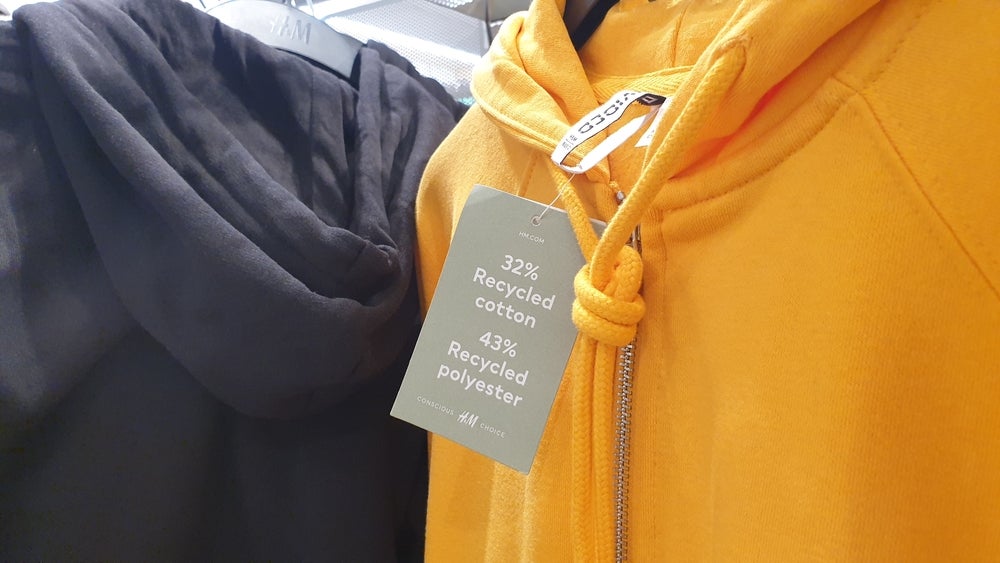 H&M
HM.COM
32%
Recycled
cotton
43%
Recycled
polyester
CONSCIOUS H&M CHOICE